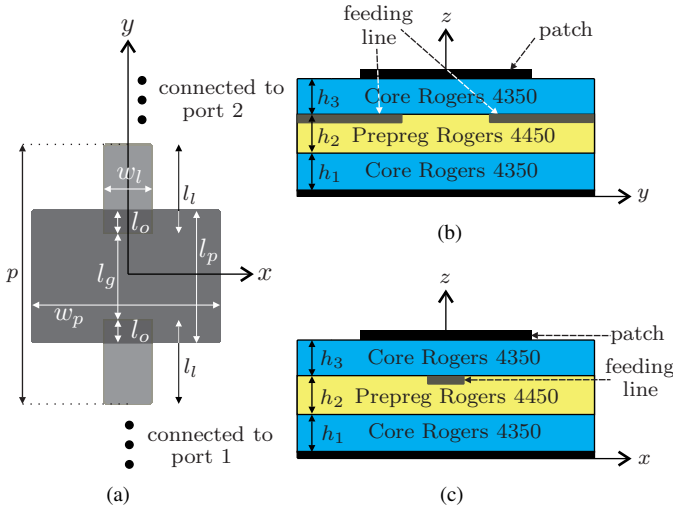 y
connected to
port 2
w_l
l_l
l_o
l_p
p
l_g
x
w_p
l_o
l_l
connected to
port 1
(a)
feeding
line
z
patch
h_3 Core Rogers 4350
h_2 Prepreg Rogers 4450
h_1 Core Rogers 4350
y
(b)
z
patch
h_3 Core Rogers 4350
feeding
line
h_2 Prepreg Rogers 4450
h_1 Core Rogers 4350
x
(c)